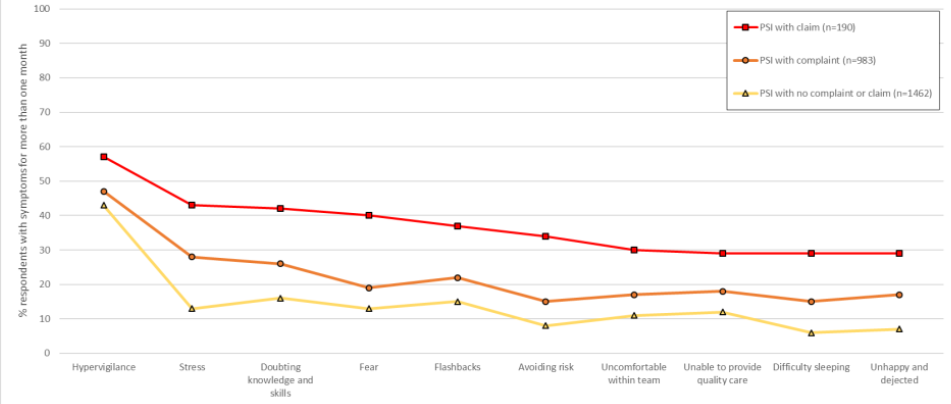 100
90
80
70
60
50
40
30
20
10
0
% respondents with symptoms for more than one month
PSI with claim (n=190)
PSI with complaint (n=983)
PSI with no complaint or claim (n=1462)
Hypervigilance
Stress
Doubting
knowledge and
skills
Fear
Flashbacks
Avoiding risk
Uncomfortable
within team
Unable to provide
quality care
Difficulty sleeping
Unhappy and
dejected